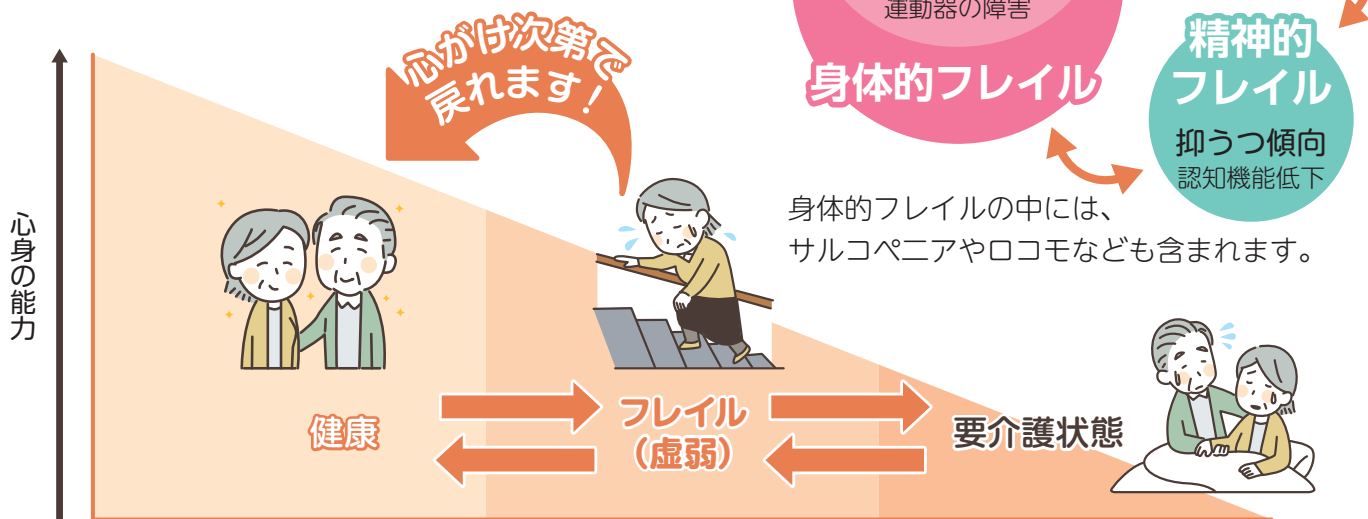 運動器の障害
身体的フレイル
精神的
フレイル
抑うつ傾向
認知機能低下
身体的フレイルの中には、
サルコペニアやロコモなども含まれます。
心がけ次第で
戻れます!
心身の能力
健康
フレイル
(虚弱)
要介護状態